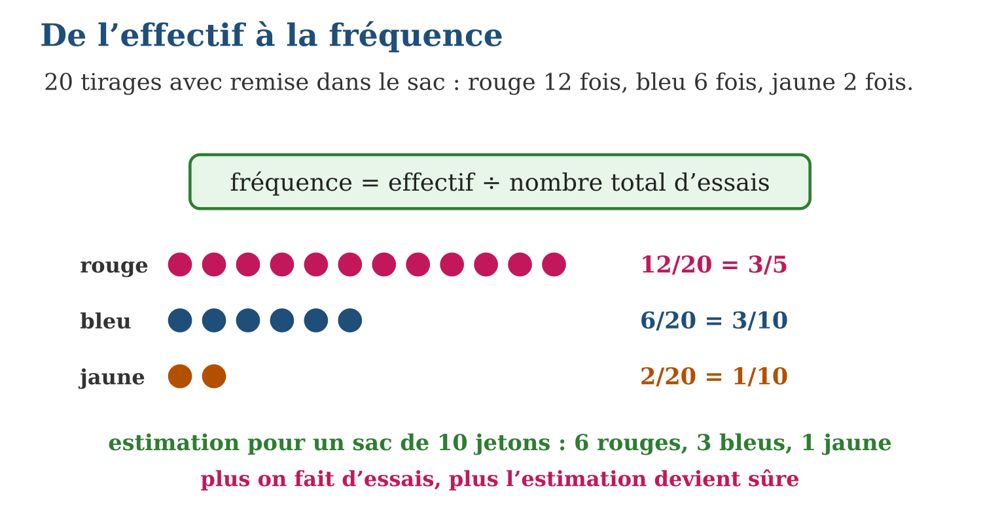 De l’effectif à la fréquence
20 tirages avec remise dans le sac : rouge 12 fois, bleu 6 fois, jaune 2 fois.
fréquence = effectif ÷ nombre total d’essais
rouge 12/20 = 3/5
bleu 6/20 = 3/10
jaune 2/20 = 1/10
estimation pour un sac de 10 jetons : 6 rouges, 3 bleus, 1 jaune
plus on fait d’essais, plus l’estimation devient sûre